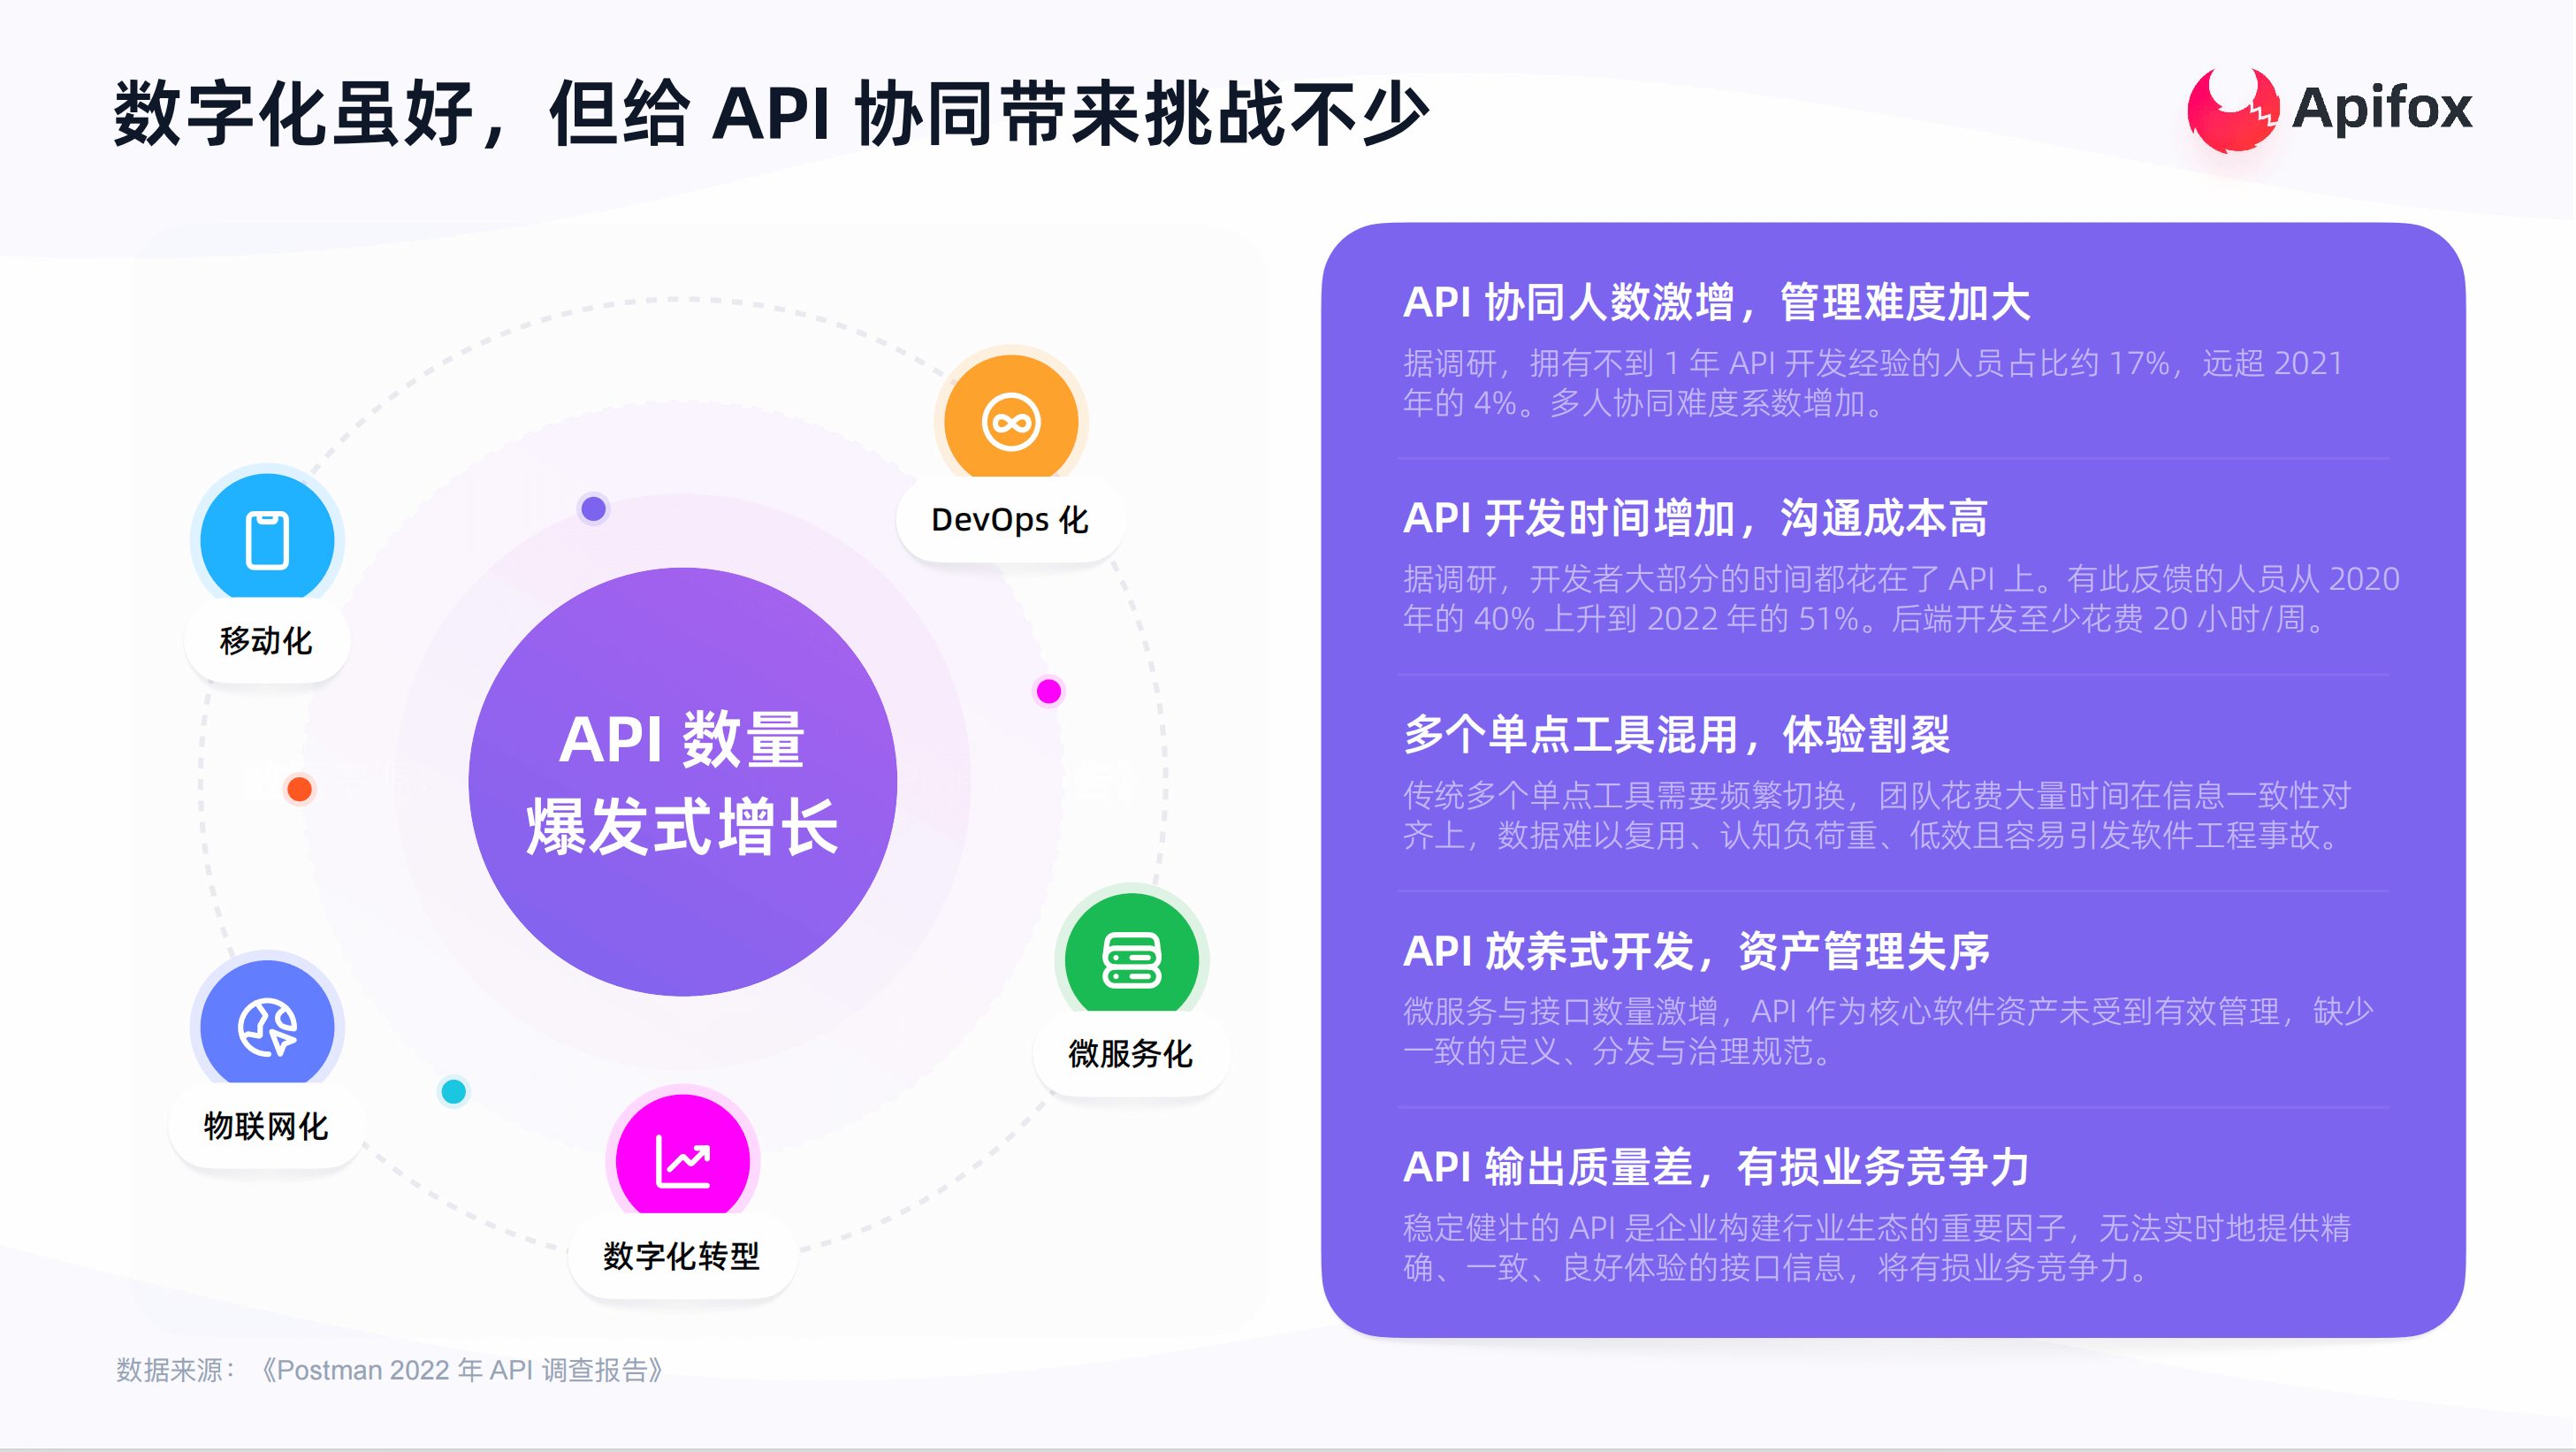 数字化虽好，但给 API 协同带来挑战不少
Apifox
DevOps 化
移动化
API 数量
爆发式增长
微服务化
物联网化
数字化转型
API 协同人数激增，管理难度加大
据调研，拥有不到 1 年 API 开发经验的人员占比约 17%，远超 2021
年的 4%。多人协同难度系数增加。
API 开发时间增加，沟通成本高
据调研，开发者大部分的时间都花在了 API 上。有此反馈的人员从 2020
年的 40% 上升到 2022 年的 51%。后端开发至少花费 20 小时/周。
多个单点工具混用，体验割裂
传统多个单点工具需要频繁切换，团队花费大量时间在信息一致性对
齐上，数据难以复用、认知负荷重、低效且容易引发软件工程事故。
API 放养式开发，资产管理失序
微服务与接口数量激增，API 作为核心软件资产未受到有效管理，缺少
一致的定义、分发与治理规范。
API 输出质量差，有损业务竞争力
稳定健壮的 API 是企业构建行业生态的重要因子，无法实时地提供精
确、一致、良好体验的接口信息，将有损业务竞争力。
数据来源：《Postman 2022 年 API 调查报告》